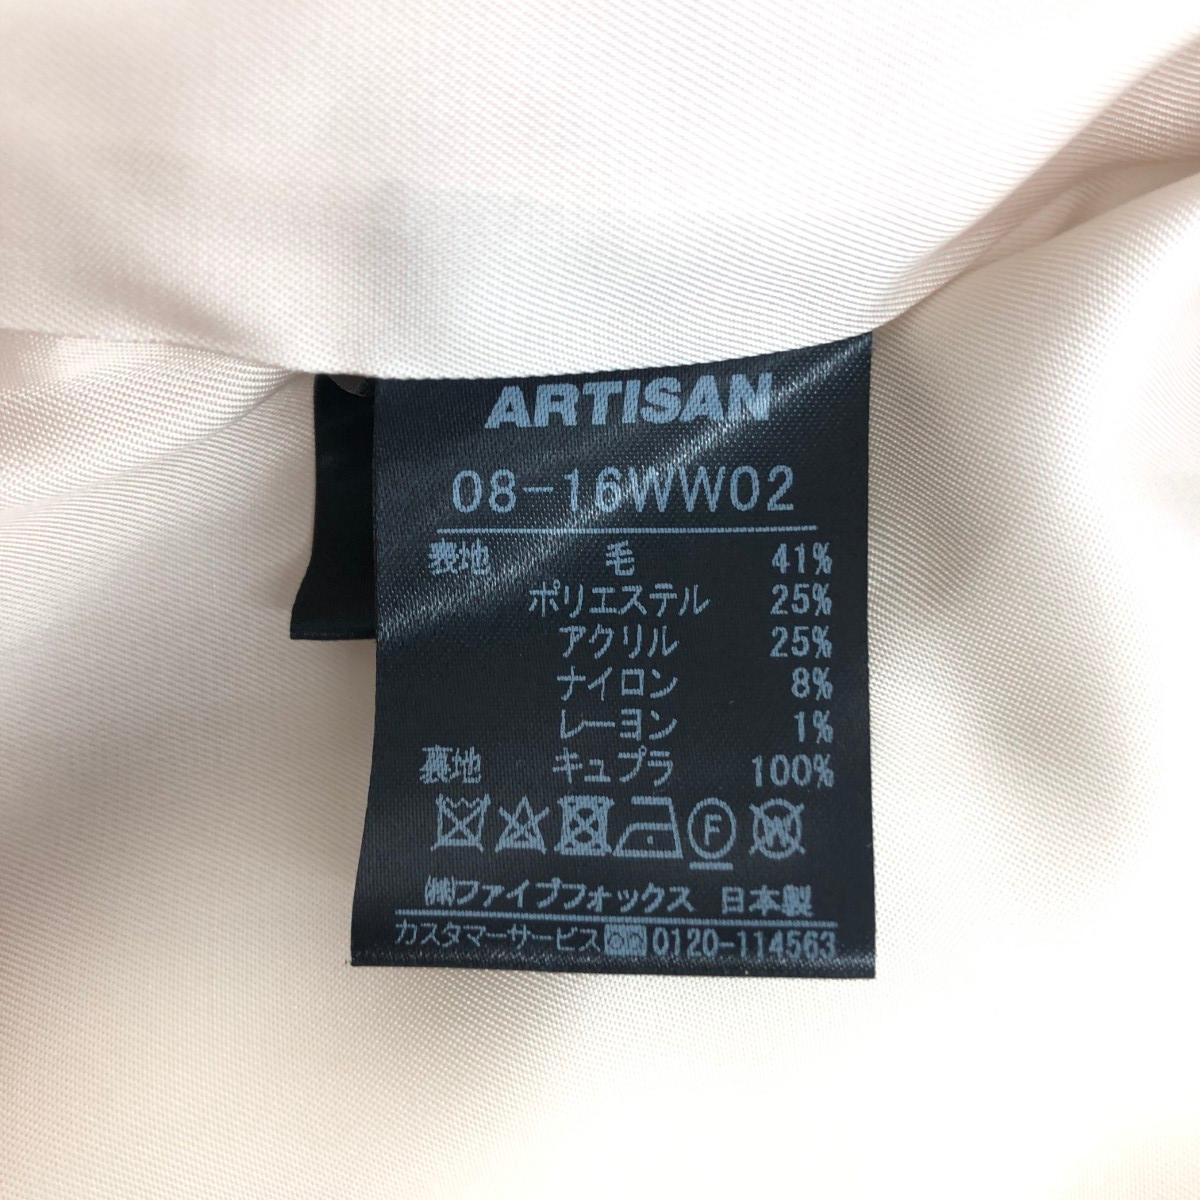 ARTISAN
08-16WW02
表地 毛 41%
ポリエステル 25%
アクリル 25%
ナイロン 8%
レーヨン 1%
裏地 キュプラ 100%
F W
㈱ファイブフォックス 日本製
カスタマーサービス 0120-114563